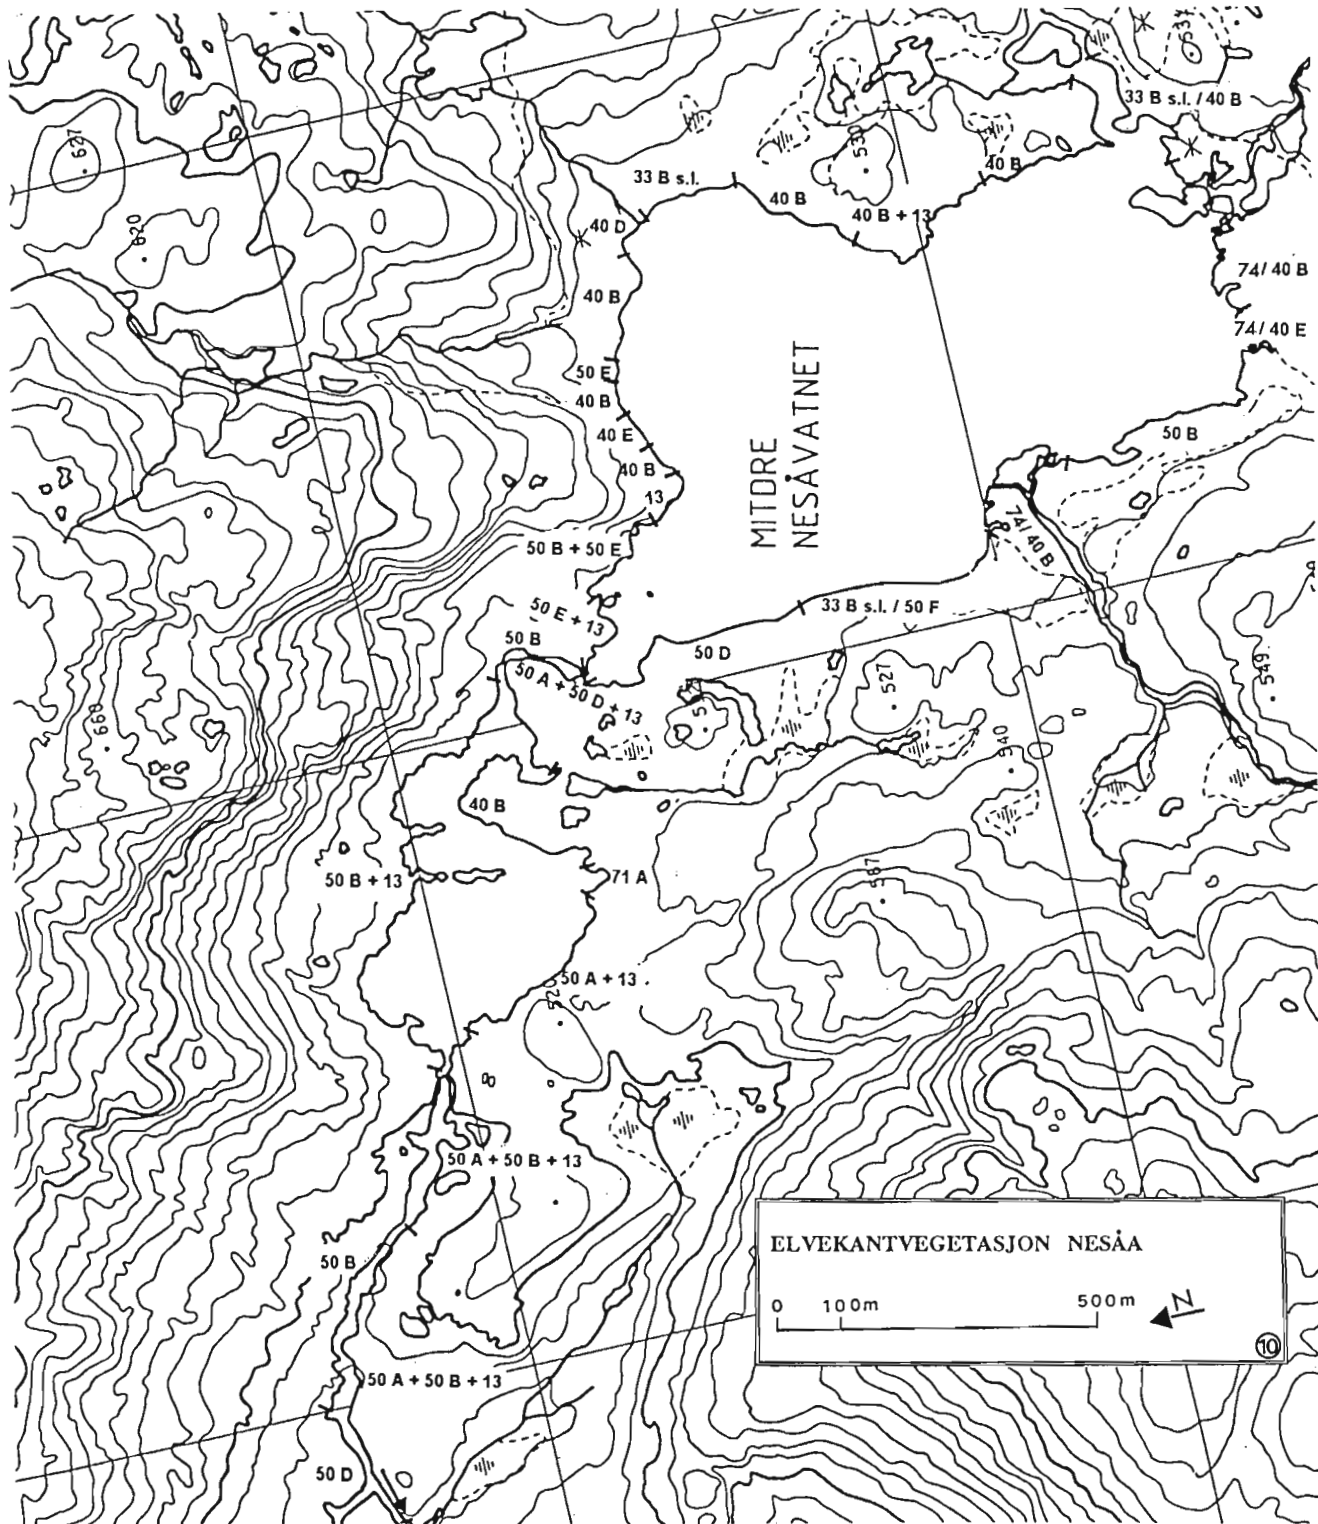 534
33 B s.l. / 40 B
627
530
40 B
33 B s.l.
40 B
40 B + 13
620
40 D
74/ 40 B
40 B
74/ 40 E
50 E
40 B
MITDRE
NESÅVATNET
40 E
50 B
40 B
13
74/ 40 B
50 B + 50 E
50 E + 13
33 B s.l. / 50 F
50 B
50 D
50 A + 50 D + 13
527
549
660
540
40 B
50 B + 13
71 A
587
50 A + 13
50 A + 50 B + 13
50 B
ELVEKANTVEGETASJON NESÅA
0 100m 500m
N
10
50 A + 50 B + 13
50 D